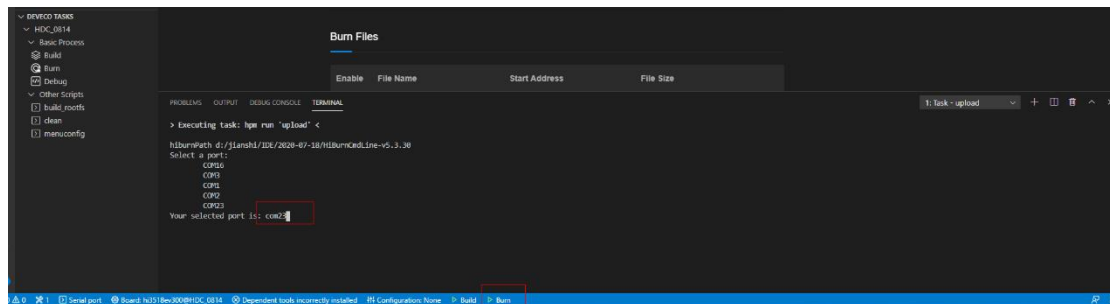 DEVECO TASKS
HDC_0814
Basic Process
Build
Burn
Debug
Other Scripts
build_rootfs
clean
menuconfig
Burn Files
Enable File Name Start Address File Size
PROBLEMS OUTPUT DEBUG CONSOLE TERMINAL 1: Task - upload
> Executing task: hpm run "upload" <
hiburnPath d:/jianshi/IDE/2020-07-18/HiBurnCmdLine-v5.3.30
Select a port:
COM16
COM3
COM1
COM2
COM23
Your selected port is: com23
0 1 Serial port Board: hi3518ev300@HDC_0814 Dependent tools incorrectly installed Configuration: None Build Burn